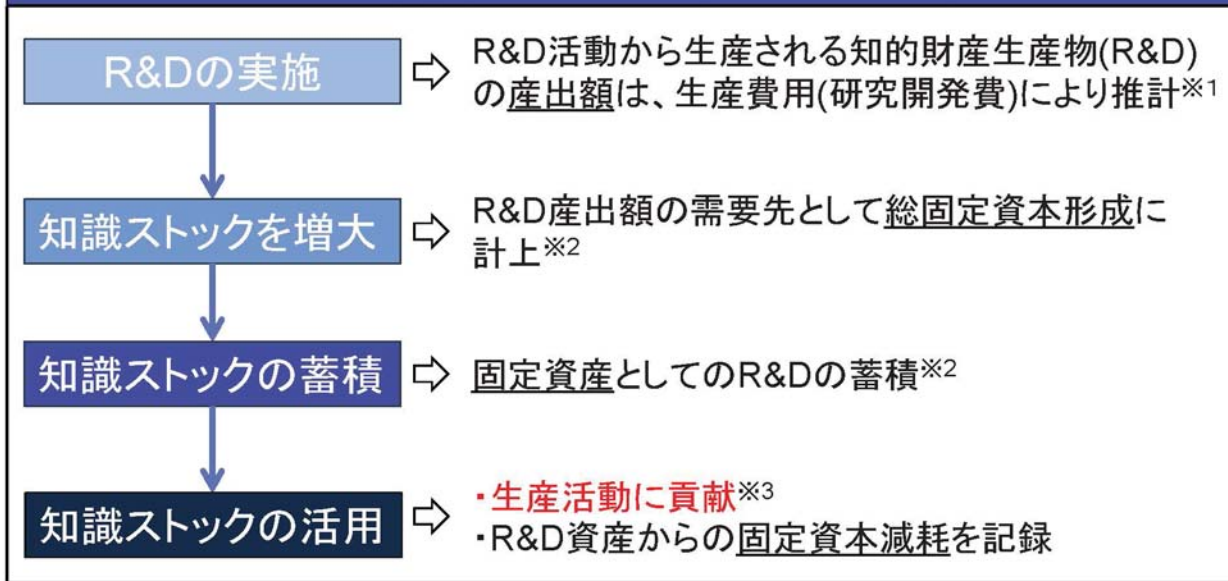 R&Dの実施
R&D活動から生産される知的財産生産物(R&D)
の産出額は、生産費用(研究開発費)により推計※1
知識ストックを増大
R&D産出額の需要先として総固定資本形成に
計上※2
知識ストックの蓄積
固定資産としてのR&Dの蓄積※2
知識ストックの活用
・生産活動に貢献※3
・R&D資産からの固定資本減耗を記録